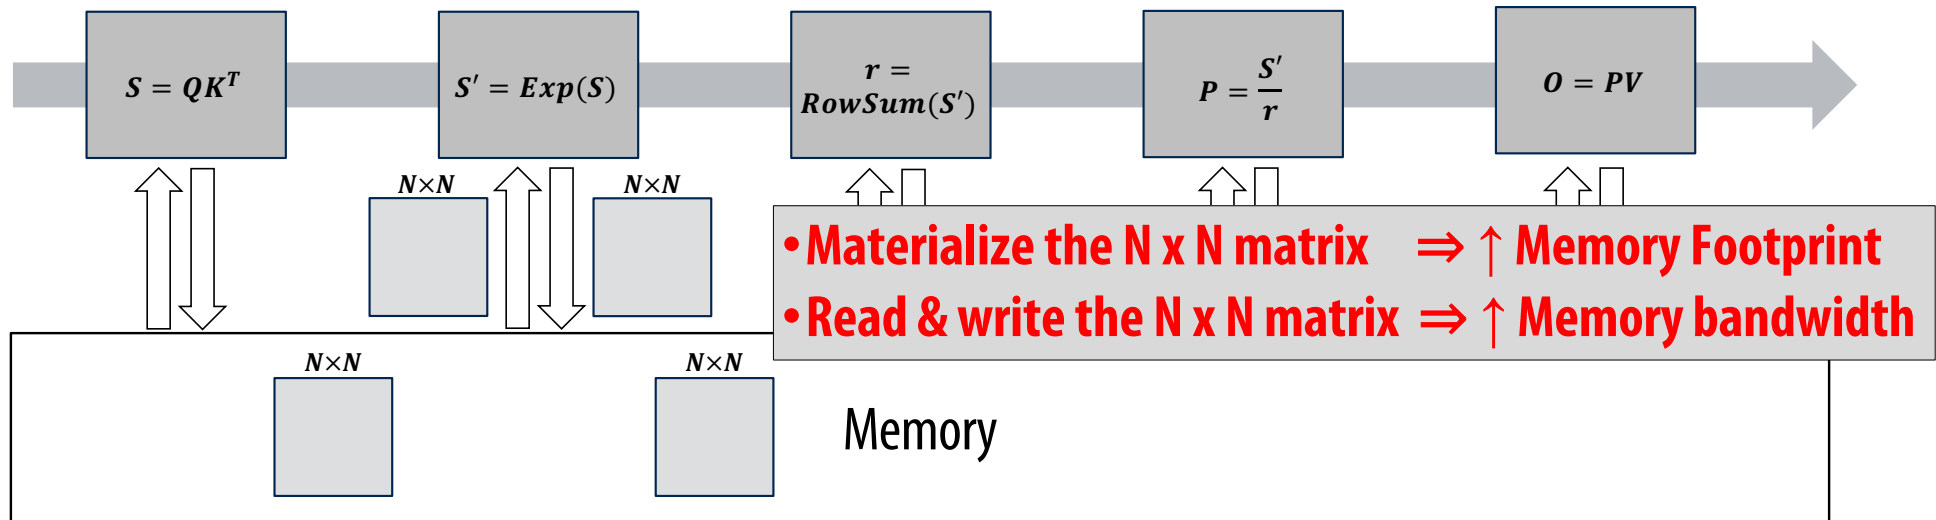 S = QK^T
S′ = Exp(S)
r =
RowSum(S′)
P = S′/r
O = PV
N×N
N×N
•Materialize the N x N matrix ⇒ ↑ Memory Footprint
•Read & write the N x N matrix ⇒ ↑ Memory bandwidth
N×N
N×N
Memory